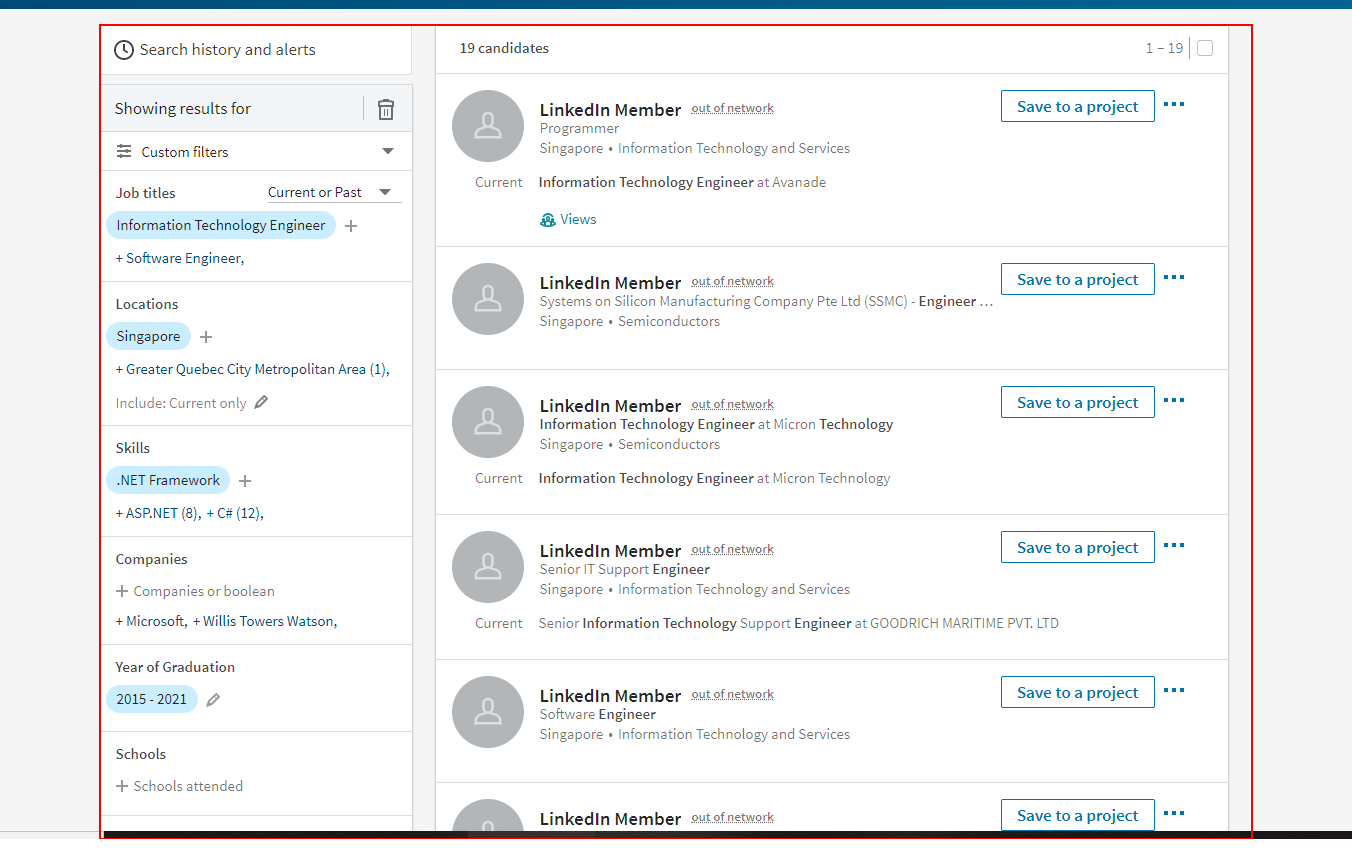 Search history and alerts
Showing results for
Custom filters
Job titles
Current or Past
Information Technology Engineer
+ Software Engineer,
Locations
Singapore
+ Greater Quebec City Metropolitan Area (1),
Include: Current only
Skills
.NET Framework
+ ASP.NET (8), + C# (12),
Companies
+ Companies or boolean
+ Microsoft, + Willis Towers Watson,
Year of Graduation
2015 - 2021
Schools
+ Schools attended
19 candidates
1 – 19
LinkedIn Member out of network
Save to a project
Programmer
Singapore • Information Technology and Services
Current Information Technology Engineer at Avanade
Views
LinkedIn Member out of network
Save to a project
Systems on Silicon Manufacturing Company Pte Ltd (SSMC) - Engineer …
Singapore • Semiconductors
LinkedIn Member out of network
Save to a project
Information Technology Engineer at Micron Technology
Singapore • Semiconductors
Current Information Technology Engineer at Micron Technology
LinkedIn Member out of network
Save to a project
Senior IT Support Engineer
Singapore • Information Technology and Services
Current Senior Information Technology Support Engineer at GOODRICH MARITIME PVT. LTD
LinkedIn Member out of network
Save to a project
Software Engineer
Singapore • Information Technology and Services
LinkedIn Member out of network
Save to a project